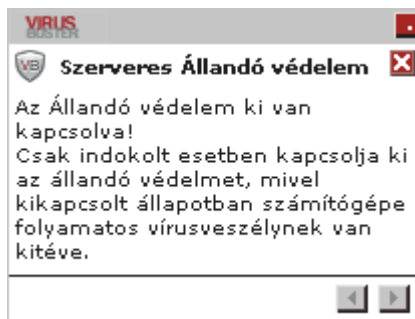 VIRUS
BUSTER
VB Szerveres Állandó védelem
Az Állandó védelem ki van
kapcsolva!
Csak indokolt esetben kapcsolja ki
az állandó védelmet, mivel
kikapcsolt állapotban számítógépe
folyamatos vírusveszélynek van
kitéve.